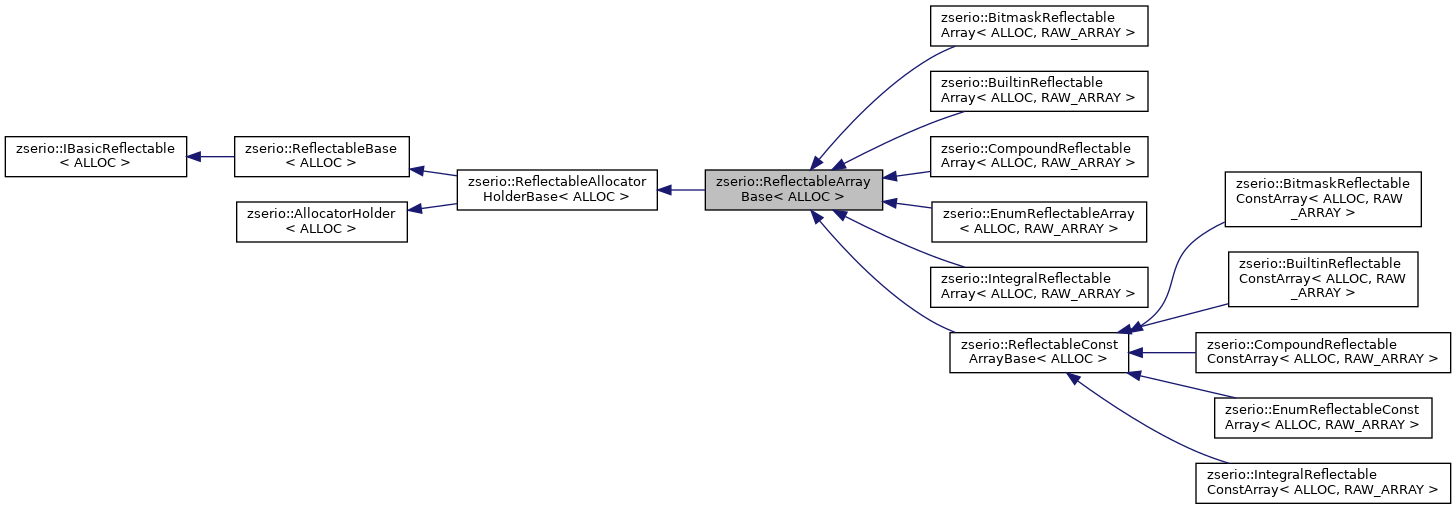 zserio::IBasicReflectable
< ALLOC >
zserio::ReflectableBase
< ALLOC >
zserio::AllocatorHolder
< ALLOC >
zserio::ReflectableAllocator
HolderBase< ALLOC >
zserio::ReflectableArray
Base< ALLOC >
zserio::BitmaskReflectable
Array< ALLOC, RAW_ARRAY >
zserio::BuiltinReflectable
Array< ALLOC, RAW_ARRAY >
zserio::CompoundReflectable
Array< ALLOC, RAW_ARRAY >
zserio::EnumReflectableArray
< ALLOC, RAW_ARRAY >
zserio::IntegralReflectable
Array< ALLOC, RAW_ARRAY >
zserio::ReflectableConst
ArrayBase< ALLOC >
zserio::BitmaskReflectable
ConstArray< ALLOC, RAW
_ARRAY >
zserio::BuiltinReflectable
ConstArray< ALLOC, RAW
_ARRAY >
zserio::CompoundReflectable
ConstArray< ALLOC, RAW_ARRAY >
zserio::EnumReflectableConst
Array< ALLOC, RAW_ARRAY >
zserio::IntegralReflectable
ConstArray< ALLOC, RAW_ARRAY >